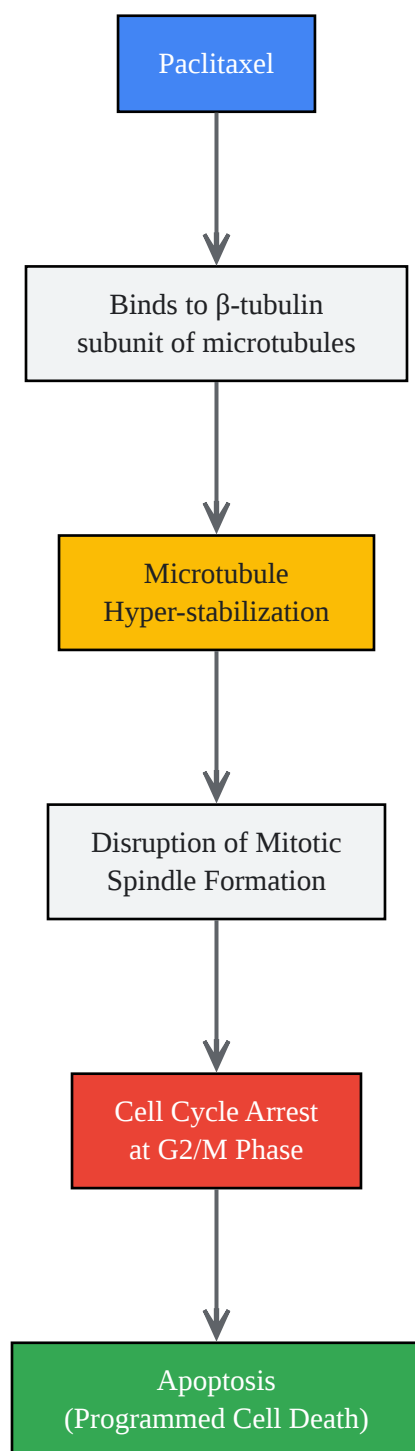 Paclitaxel
Binds to β-tubulin
subunit of microtubules
Microtubule
Hyper-stabilization
Disruption of Mitotic
Spindle Formation
Cell Cycle Arrest
at G2/M Phase
Apoptosis
(Programmed Cell Death)